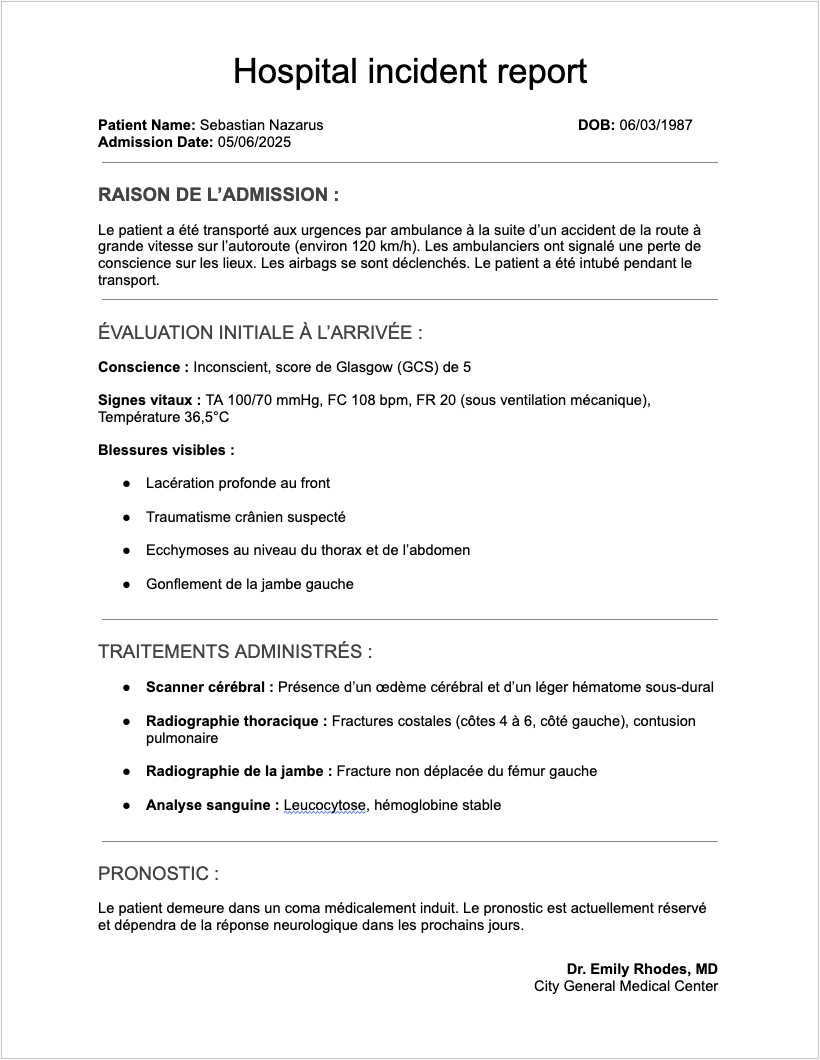 Hospital incident report
Patient Name: Sebastian Nazarus DOB: 06/03/1987
Admission Date: 05/06/2025
RAISON DE L’ADMISSION :
Le patient a été transporté aux urgences par ambulance à la suite d’un accident de la route à
grande vitesse sur l’autoroute (environ 120 km/h). Les ambulanciers ont signalé une perte de
conscience sur les lieux. Les airbags se sont déclenchés. Le patient a été intubé pendant le
transport.
ÉVALUATION INITIALE À L’ARRIVÉE :
Conscience : Inconscient, score de Glasgow (GCS) de 5
Signes vitaux : TA 100/70 mmHg, FC 108 bpm, FR 20 (sous ventilation mécanique),
Température 36,5°C
Blessures visibles :
● Lacération profonde au front
● Traumatisme crânien suspecté
● Ecchymoses au niveau du thorax et de l’abdomen
● Gonflement de la jambe gauche
TRAITEMENTS ADMINISTRÉS :
● Scanner cérébral : Présence d’un œdème cérébral et d’un léger hématome sous-dural
● Radiographie thoracique : Fractures costales (côtes 4 à 6, côté gauche), contusion
pulmonaire
● Radiographie de la jambe : Fracture non déplacée du fémur gauche
● Analyse sanguine : Leucocytose, hémoglobine stable
PRONOSTIC :
Le patient demeure dans un coma médicalement induit. Le pronostic est actuellement réservé
et dépendra de la réponse neurologique dans les prochains jours.
Dr. Emily Rhodes, MD
City General Medical Center